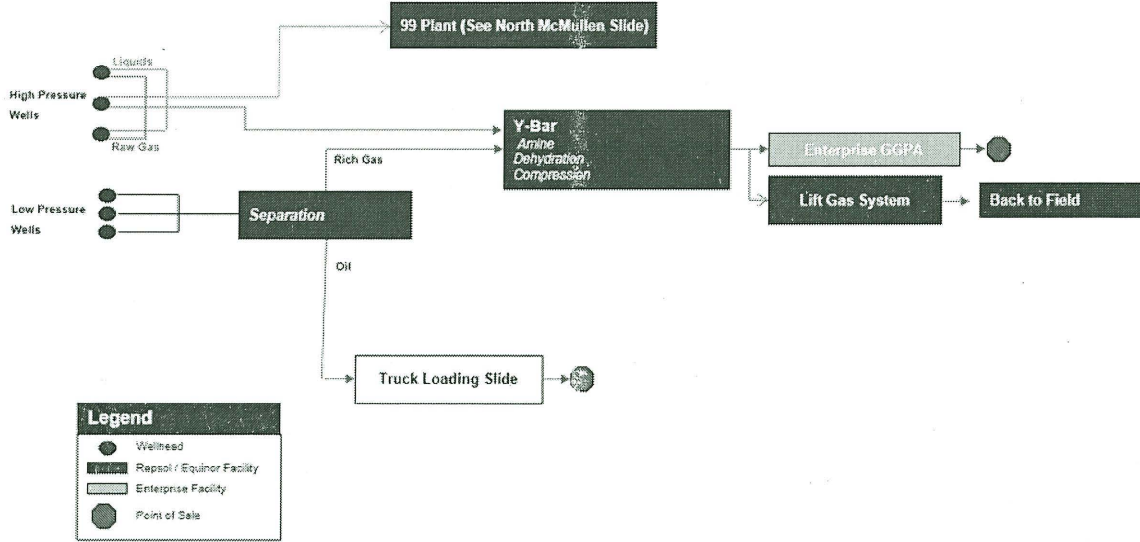 99 Plant (See North McMullen Slide)
Liquids
High Pressure
Wells
Raw Gas
Y-Bar
Amine
Dehydration
Compression
Rich Gas
Enterprise GGPA
Low Pressure
Wells
Separation
Lift Gas System
Back to Field
Oil
Truck Loading Slide
Legend
Wellhead
Repsol / Equinor Facility
Enterprise Facility
Point of Sale